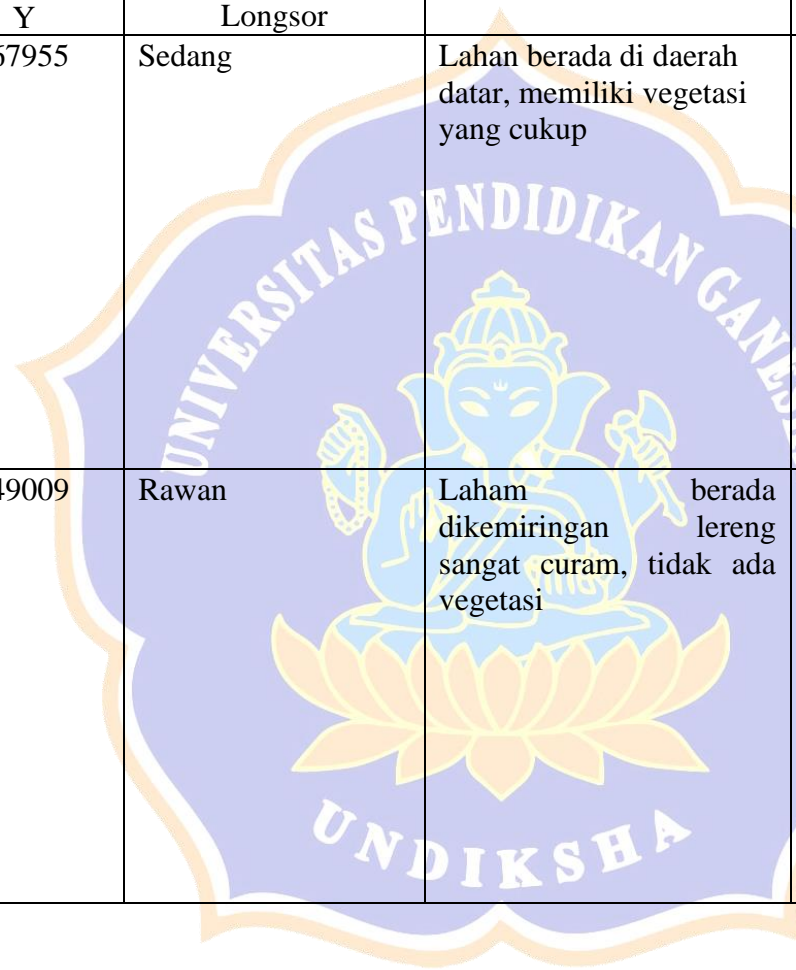 Y Longsor
67955 Sedang Lahan berada di daerah
datar, memiliki vegetasi
yang cukup
UNIVERSITAS PENDIDIKAN
49009 Rawan Laham berada
dikemiringan lereng
sangat curam, tidak ada
vegetasi
UNDIKSHA